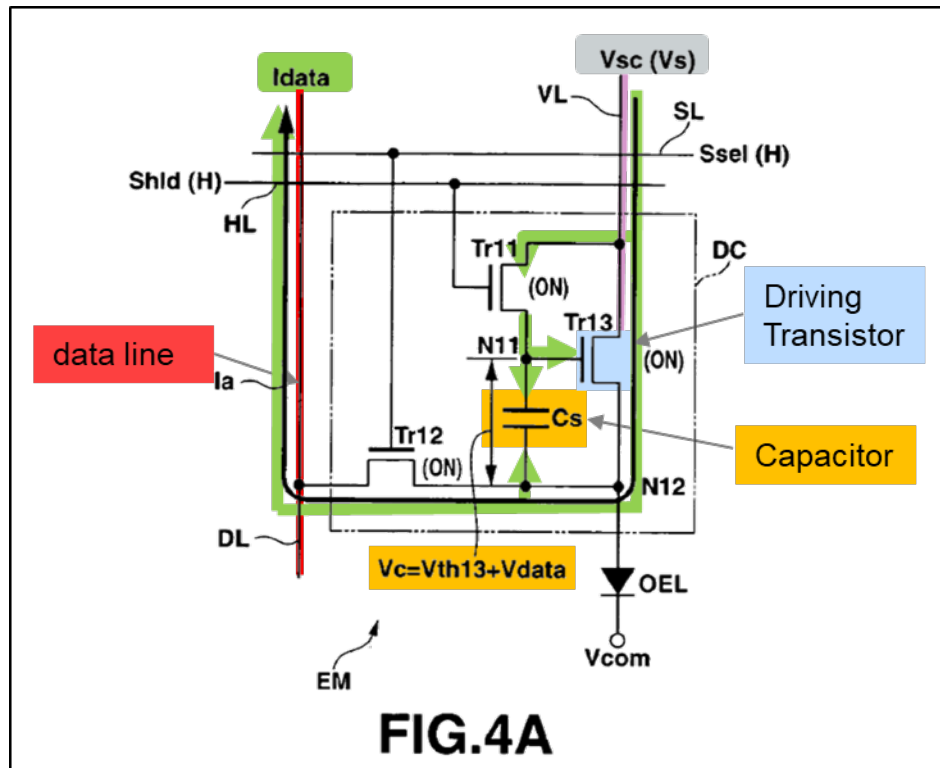 Idata
Vsc (Vs)
VL
SL
Ssel (H)
Shld (H)
HL
Tr11
DC
(ON)
Driving
Transistor
Tr13
N11
(ON)
data line
Ia
Cs
Tr12
Capacitor
(ON)
N12
DL
Vc=Vth13+Vdata
OEL
Vcom
EM
FIG.4A